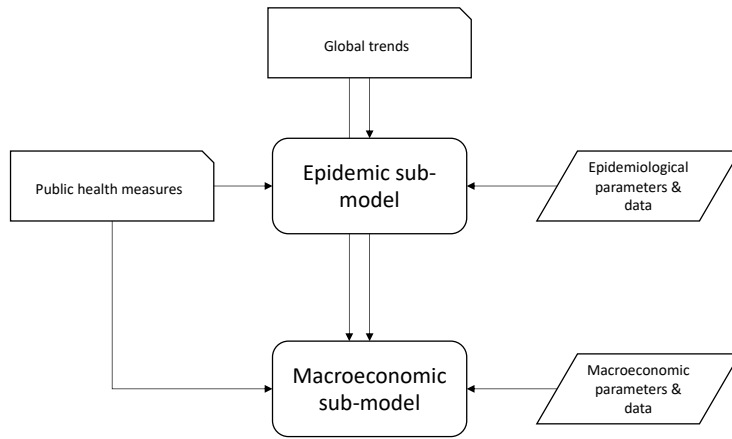 Global trends
Epidemic sub-
model
Epidemiological
parameters &
data
Public health measures
Macroeconomic
sub-model
Macroeconomic
parameters &
data